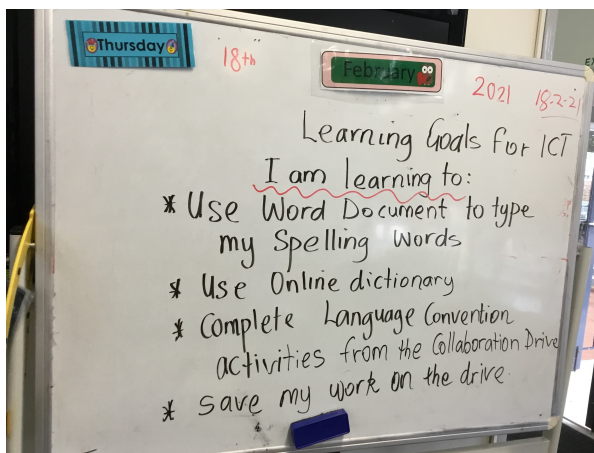 Thursday 18th February 2021 18-2-21
Learning Goals for ICT
I am learning to:
* Use Word Document to type
my Spelling Words
* Use Online dictionary
* Complete Language Convention
activities from the Collaboration Drive
* Save my work on the drive.